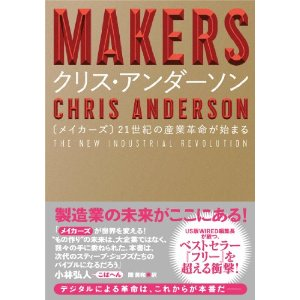 MAKERS
クリス・アンダーソン
CHRIS ANDERSON
［メイカーズ］21世紀の産業革命が始まる
THE NEW INDUSTRIAL REVOLUTION
製造業の未来がここにある！
「メイカーズ」が世界を変える！
“もの作り”の未来は、大企業ではなく、
我々の手に委ねられた。本書は、
次代のスティーブ・ジョブズたちの
バイブルになるだろう。
小林弘人
こばへん
関美和 訳
US版WIRED編集長
が放つ、
ベストセラー
『フリー』を
超える衝撃！
デジタルによる革命は、これからが本番だ